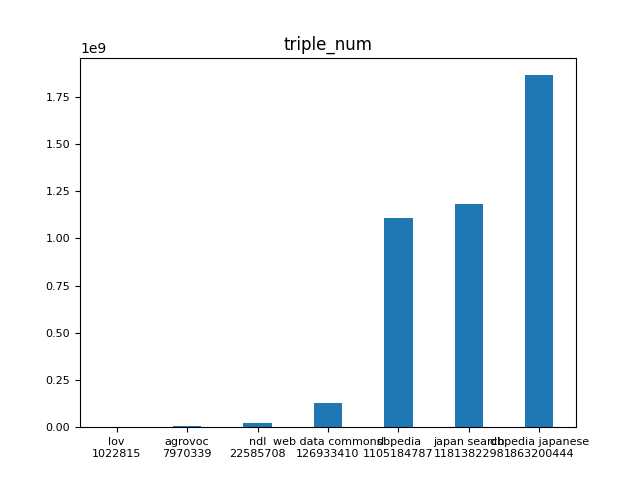 1e9
triple_num
1.75
1.50
1.25
1.00
0.75
0.50
0.25
0.00
lov
1022815
agrovoc
7970339
ndl
22585708
web data commons
126933410
dbpedia
1105184787
japan search
1181382298
dbpedia japanese
1863200444